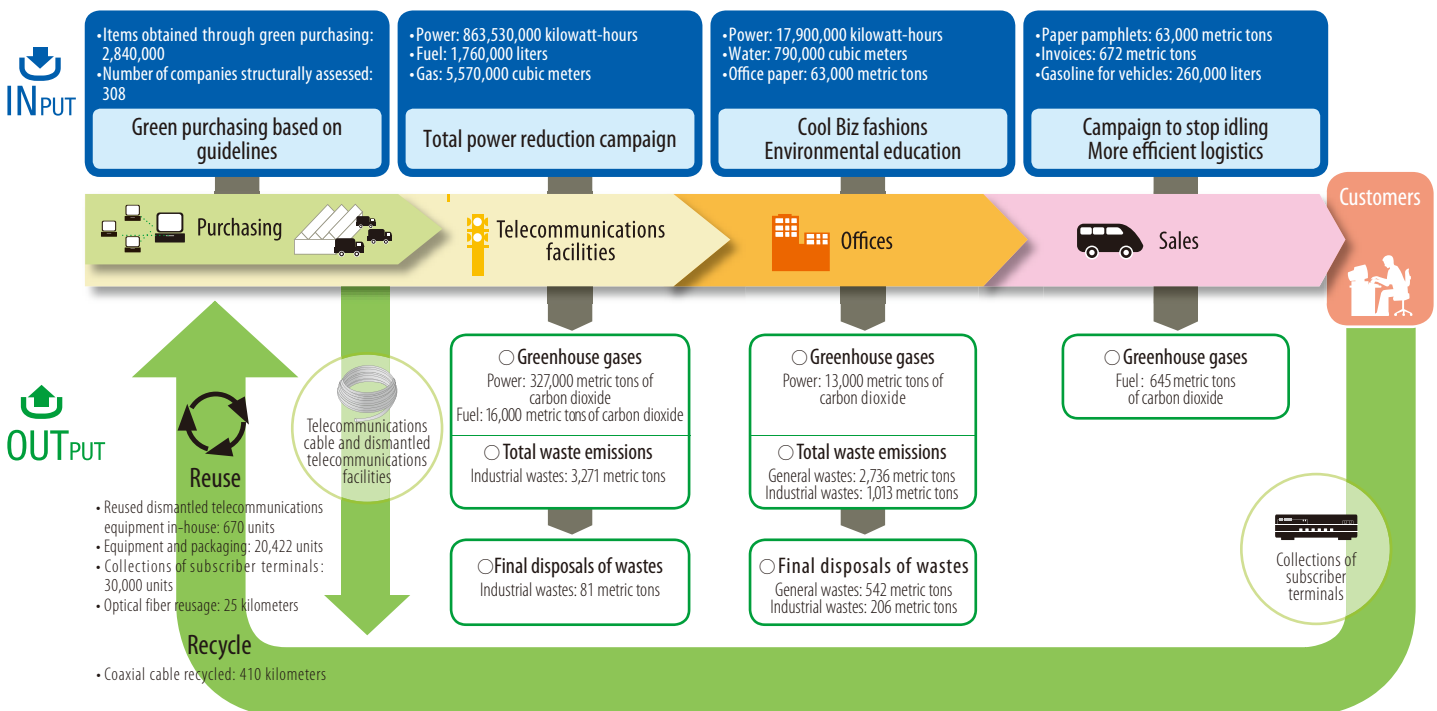 INPUT
•Items obtained through green purchasing:
2,840,000
•Number of companies structurally assessed:
308
Green purchasing based on
guidelines
•Power: 863,530,000 kilowatt-hours
•Fuel: 1,760,000 liters
•Gas: 5,570,000 cubic meters
Total power reduction campaign
•Power: 17,900,000 kilowatt-hours
•Water: 790,000 cubic meters
•Office paper: 63,000 metric tons
Cool Biz fashions
Environmental education
•Paper pamphlets: 63,000 metric tons
•Invoices: 672 metric tons
•Gasoline for vehicles: 260,000 liters
Campaign to stop idling
More efficient logistics
Purchasing
Telecommunications
facilities
Offices
Sales
Customers
OUTPUT
Reuse
• Reused dismantled telecommunications
equipment in-house: 670 units
• Equipment and packaging: 20,422 units
• Collections of subscriber terminals:
30,000 units
• Optical fiber reusage: 25 kilometers
Recycle
• Coaxial cable recycled: 410 kilometers
Telecommunications
cable and dismantled
telecommunications
facilities
○ Greenhouse gases
Power: 327,000 metric tons of
carbon dioxide
Fuel: 16,000 metric tons of carbon dioxide
○ Total waste emissions
Industrial wastes: 3,271 metric tons
○Final disposals of wastes
Industrial wastes: 81 metric tons
○ Greenhouse gases
Power: 13,000 metric tons of
carbon dioxide
○ Total waste emissions
General wastes: 2,736 metric tons
Industrial wastes: 1,013 metric tons
○ Final disposals of wastes
General wastes: 542 metric tons
Industrial wastes: 206 metric tons
○ Greenhouse gases
Fuel : 645 metric tons
of carbon dioxide
Collections of
subscriber
terminals